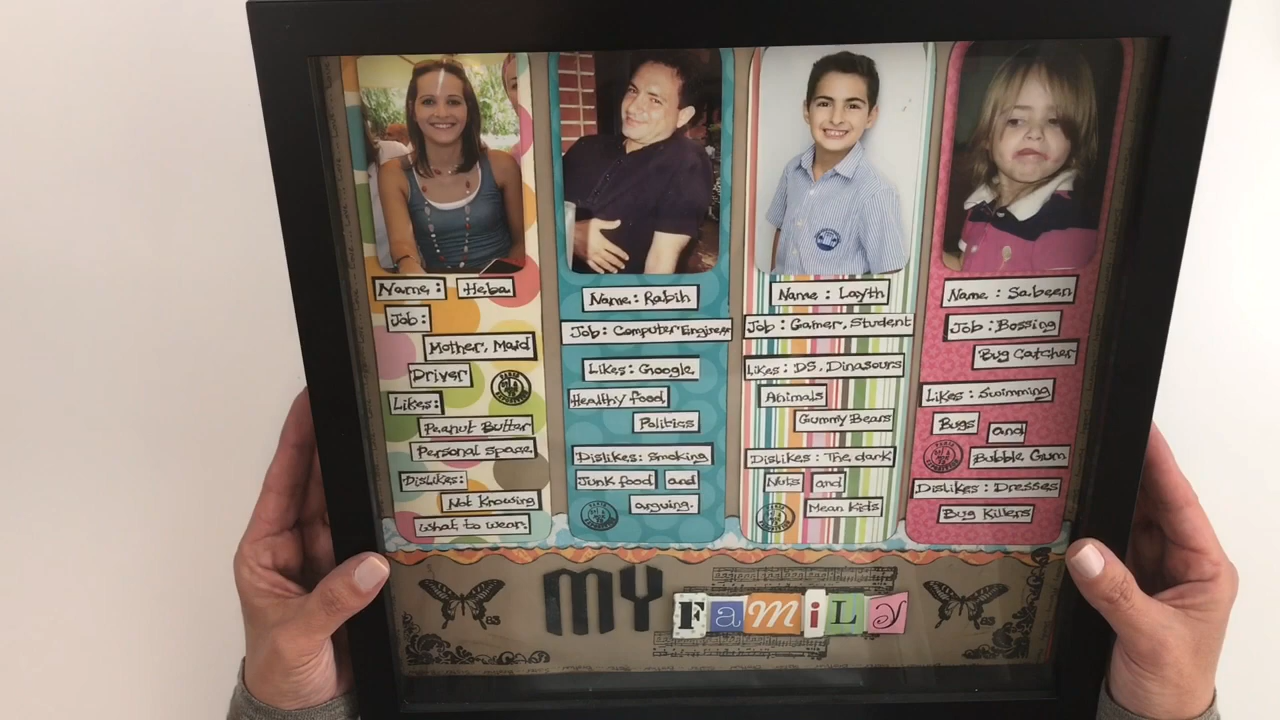 Name: Heba
Job:
Mother, Maid
Driver
Likes:
Peanut Butter
Personal space
Dislikes:
Not Knowing
what to wear.
Name: Rabih
Job: Computer Engineer
Likes: Google
Healthy food
Politics
Dislikes: Smoking
Junk food and
arguing.
Name: Layth
Job: Gamer, Student
Likes: DS, Dinasours
Animals
Gummy Bears
Dislikes: The dark
Nuts and
Mean Kids
Name: Sabeen
Job: Bossing
Bug Catcher
Likes: Swimming
Bugs and
Bubble Gum
Dislikes: Dresses
Bug Killers
MY FaMiLy